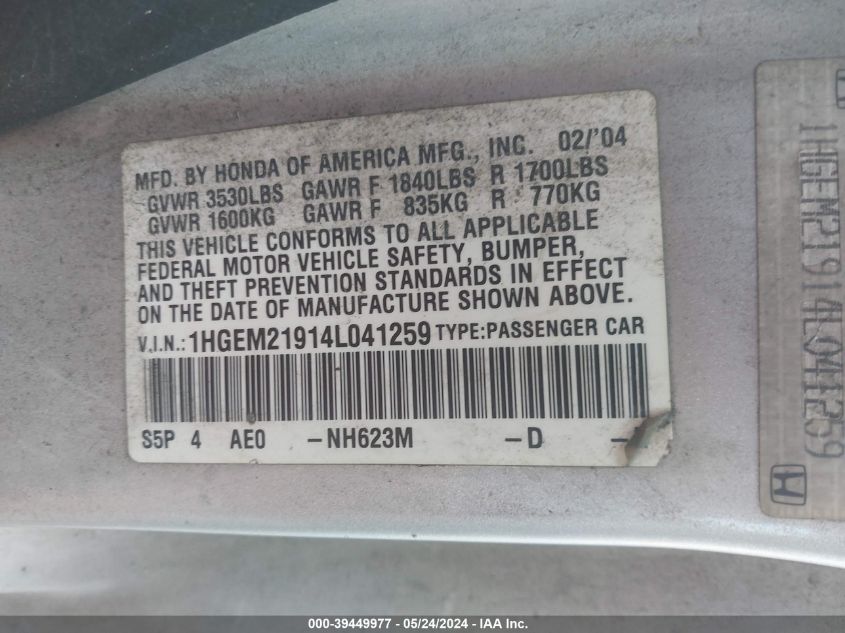 MFD. BY HONDA OF AMERICA MFG., INC. 02/'04
GVWR 3530LBS GAWR F 1840LBS R 1700LBS
GVWR 1600KG GAWR F 835KG R 770KG
THIS VEHICLE CONFORMS TO ALL APPLICABLE
FEDERAL MOTOR VEHICLE SAFETY, BUMPER,
AND THEFT PREVENTION STANDARDS IN EFFECT
ON THE DATE OF MANUFACTURE SHOWN ABOVE.
V.I.N.: 1HGEM21914L041259 TYPE:PASSENGER CAR
S5P 4 AE0 -NH623M -D
1HGEM21914L041259
000-39449977 - 05/24/2024 - IAA Inc.